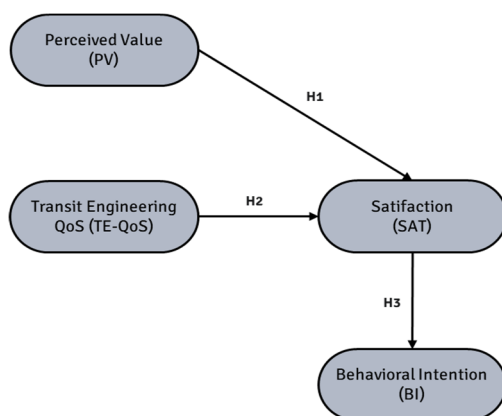 Perceived Value
(PV)
H1
Transit Engineering
QoS (TE-QoS)
H2
Satifaction
(SAT)
H3
Behavioral Intention
(BI)